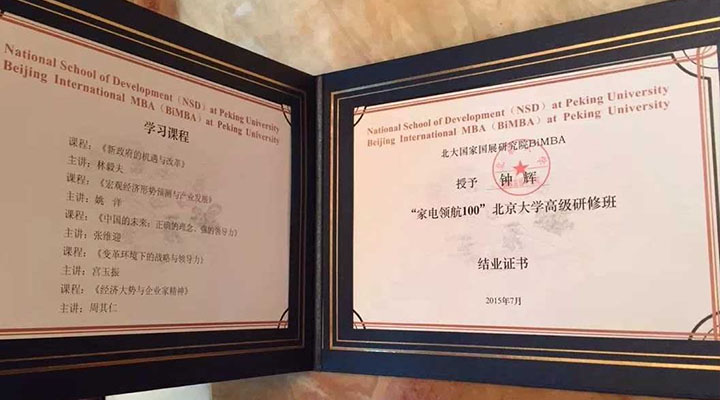 National School of Development（NSD）at Peking University
Beijing International MBA（BiMBA）at Peking University
学习课程
课程：《新政府的机遇与改革》
主讲：林毅夫
课程：《宏观经济形势预测与产业发展》
主讲：姚 洋
课程：《中国的未来：正确的理念、强的领导力》
主讲：张维迎
课程：《变革环境下的战略与领导力》
主讲：宫玉振
课程：《经济大势与企业家精神》
主讲：周其仁
National School of Development（NSD）at Peking University
Beijing International MBA（BiMBA）at Peking University
北大国家国展研究院BiMBA
授予 钟辉
“家电领航100”北京大学高级研修班
结业证书
2015年7月